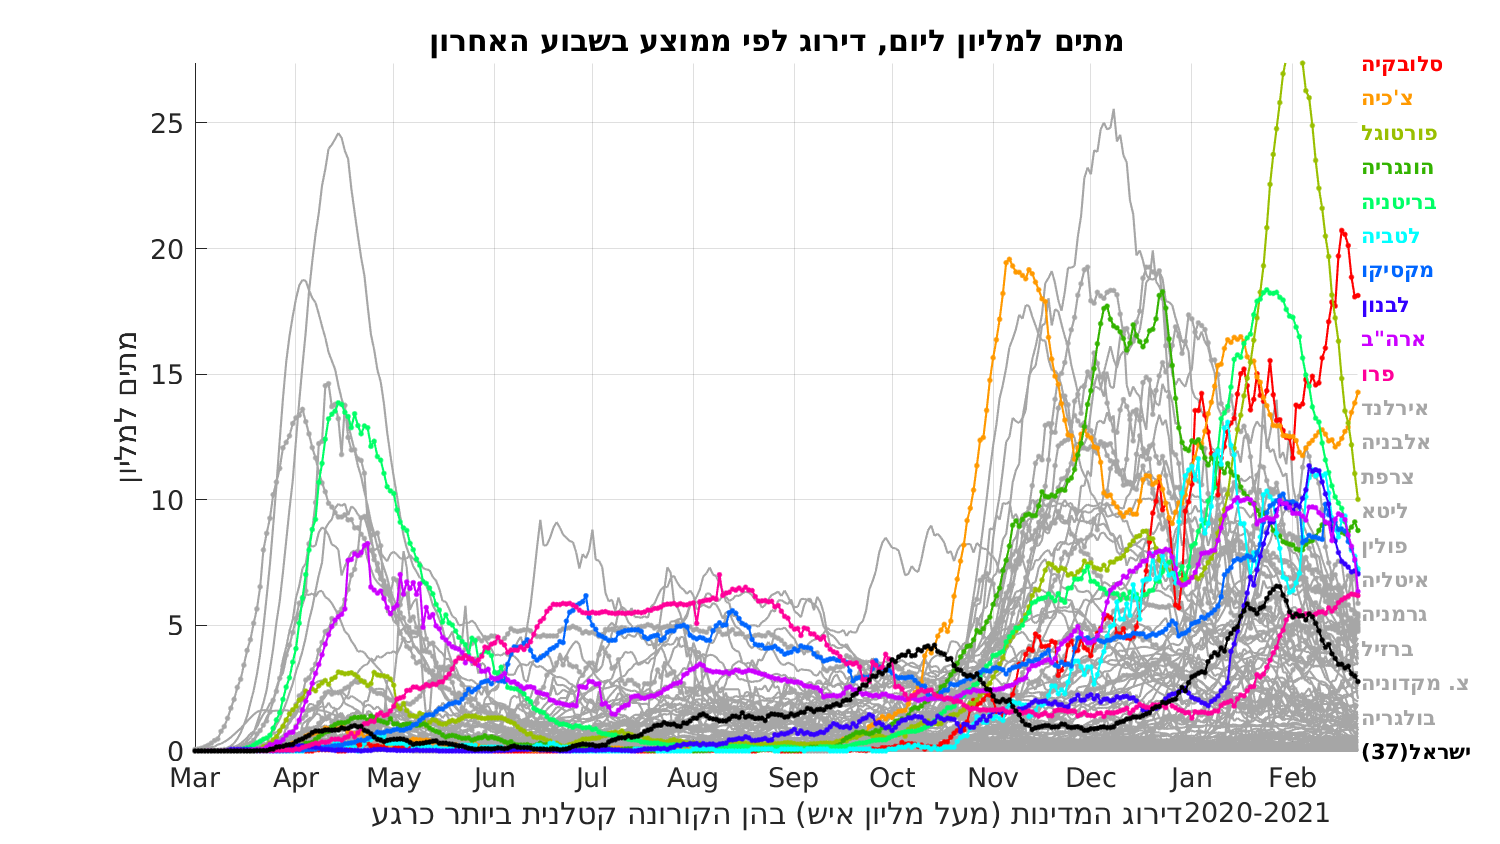 מתים למליון ליום, דירוג לפי ממוצע בשבוע האחרון
מתים למליון
25
20
15
10
5
0
Mar Apr May Jun Jul Aug Sep Oct Nov Dec Jan Feb
דירוג המדינות (מעל מליון איש) בהן הקורונה קטלנית ביותר כרגע2020-2021
סלובקיה
צ'כיה
פורטוגל
הונגריה
בריטניה
לטביה
מקסיקו
לבנון
ארה"ב
פרו
אירלנד
אלבניה
צרפת
ליטא
פולין
איטליה
גרמניה
ברזיל
צ. מקדוניה
בולגריה
ישראל(37)